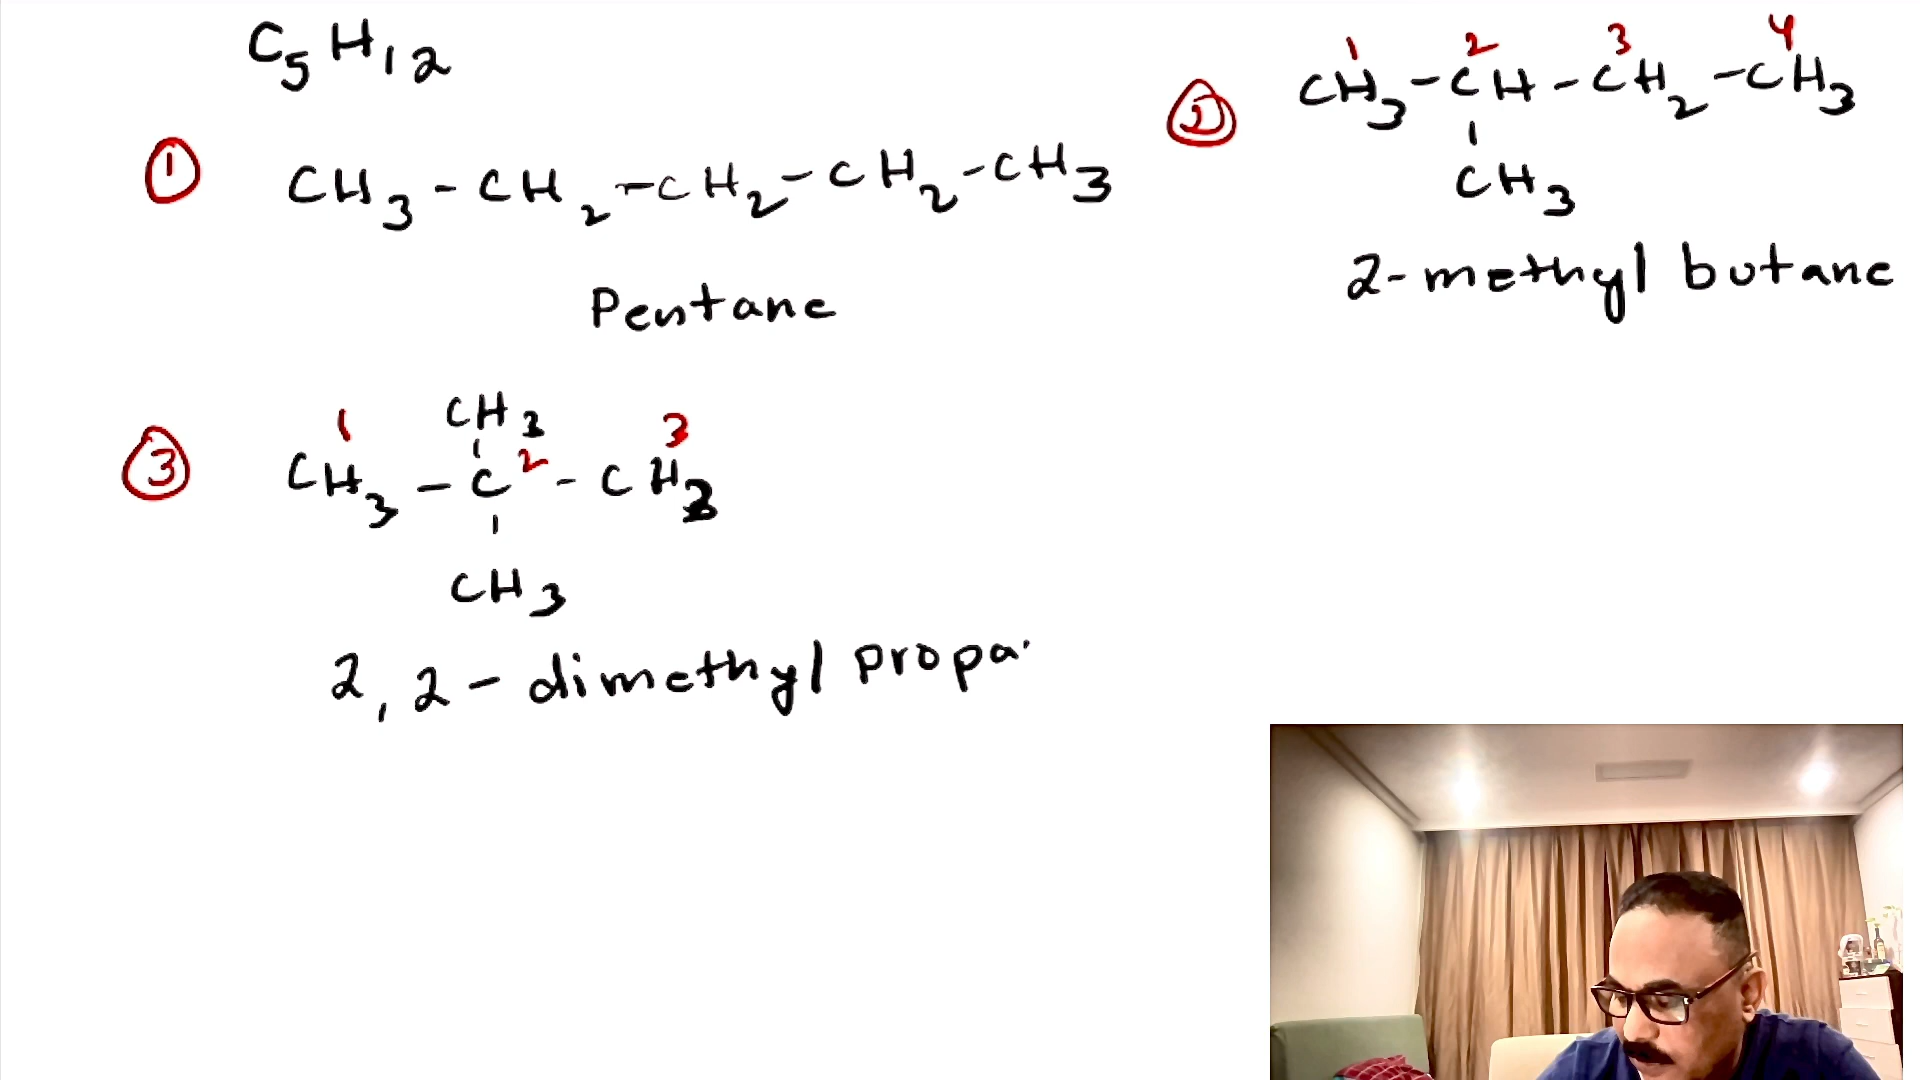 C5H12
① CH3-CH2-CH2-CH2-CH3
Pentane
② 1 2 3 4
CH3-CH-CH2-CH3
CH3
2-methyl butane
CH3
③ 1 2 3
CH3-C-CH3
CH3
2,2-dimethyl propa